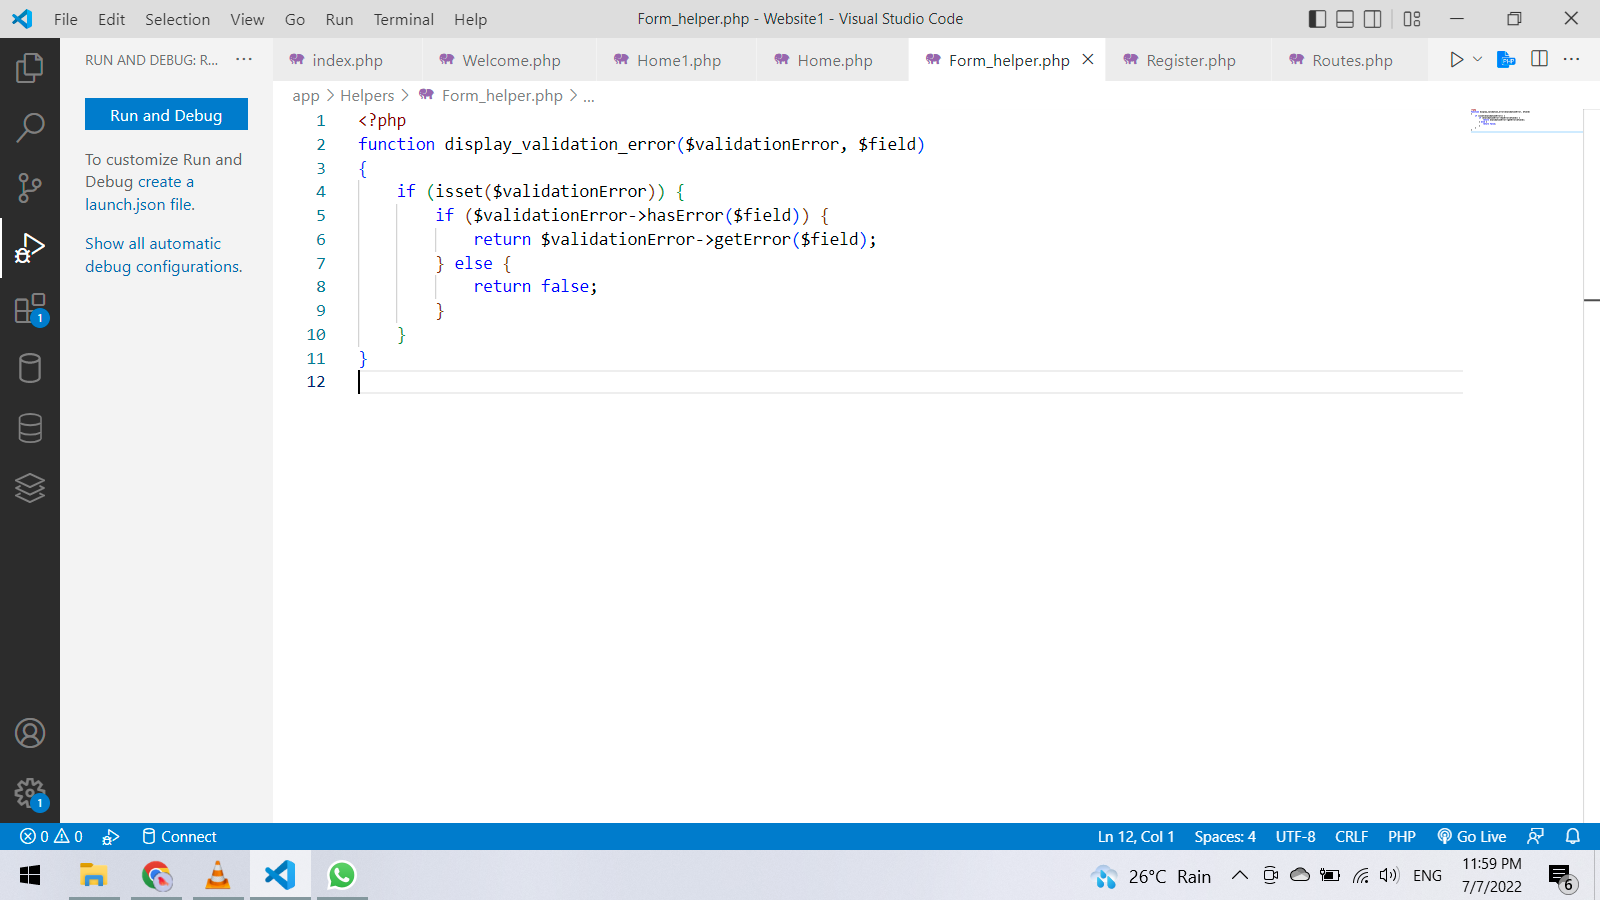 File Edit Selection View Go Run Terminal Help
Form_helper.php - Website1 - Visual Studio Code
RUN AND DEBUG: R... ...
index.php
Welcome.php
Home1.php
Home.php
Form_helper.php
Register.php
Routes.php
Run and Debug
To customize Run and
Debug create a
launch.json file.
Show all automatic
debug configurations.
app > Helpers > Form_helper.php > ...
1 <?php
2 function display_validation_error($validationError, $field)
3 {
4 if (isset($validationError)) {
5 if ($validationError->hasError($field)) {
6 return $validationError->getError($field);
7 } else {
8 return false;
9 }
10 }
11 }
12
1
1
0 0 Connect
Ln 12, Col 1 Spaces: 4 UTF-8 CRLF PHP Go Live
26°C Rain
ENG
11:59 PM
7/7/2022
6